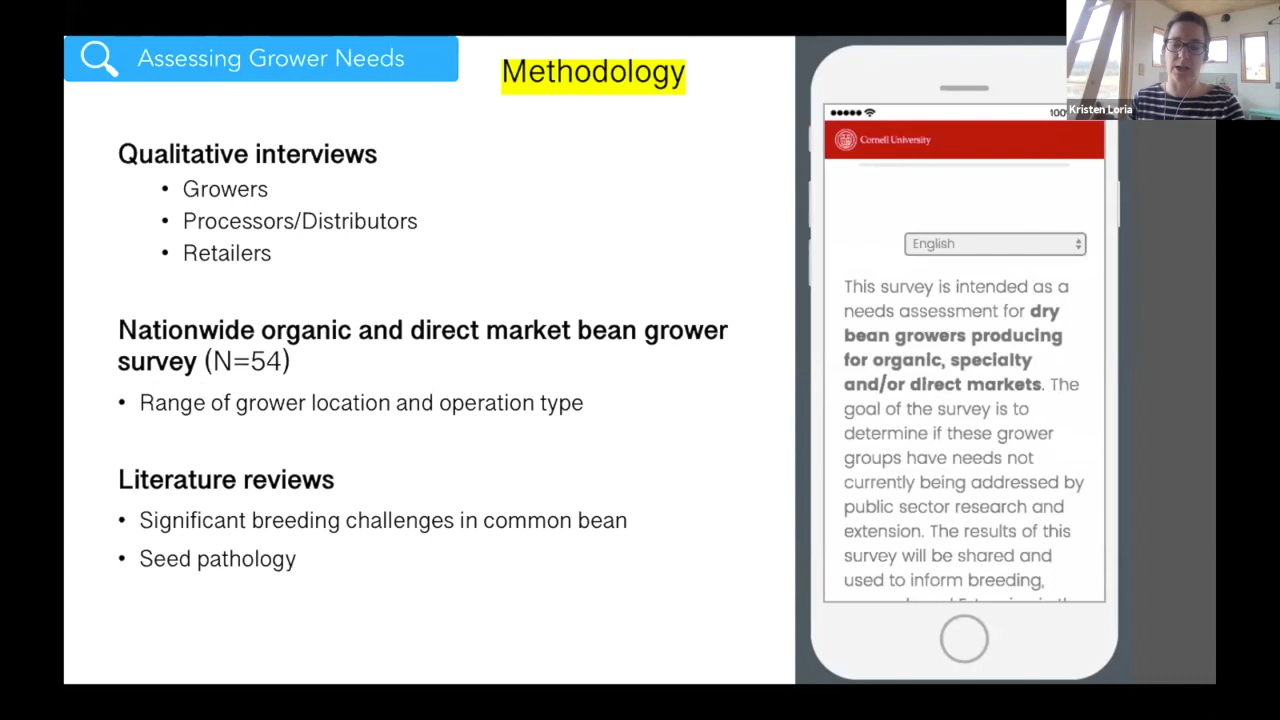 Assessing Grower Needs
Methodology
Qualitative interviews
• Growers
• Processors/Distributors
• Retailers
Nationwide organic and direct market bean grower
survey (N=54)
• Range of grower location and operation type
Literature reviews
• Significant breeding challenges in common bean
• Seed pathology
Kristen Loria
100
Cornell University
English
This survey is intended as a
needs assessment for dry
bean growers producing
for organic, specialty
and/or direct markets. The
goal of the survey is to
determine if these grower
groups have needs not
currently being addressed by
public sector research and
extension. The results of this
survey will be shared and
used to inform breeding,